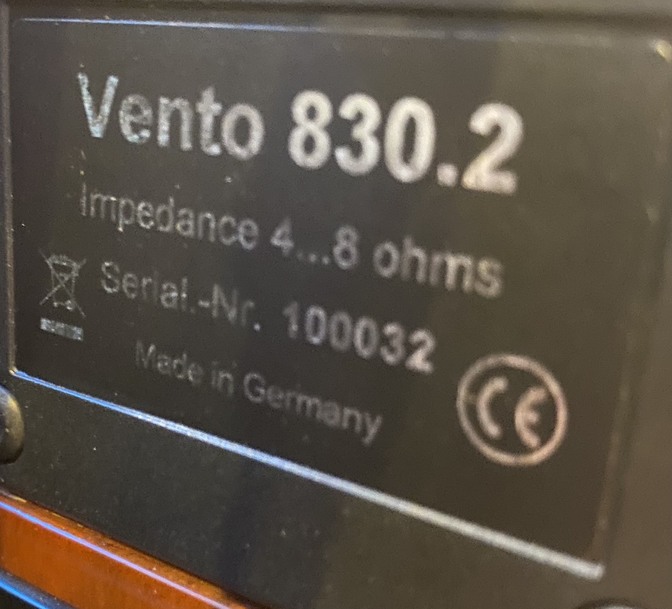 Vento 830.2
Impedance 4...8 ohms
Serial.-Nr. 100032
Made in Germany
CE